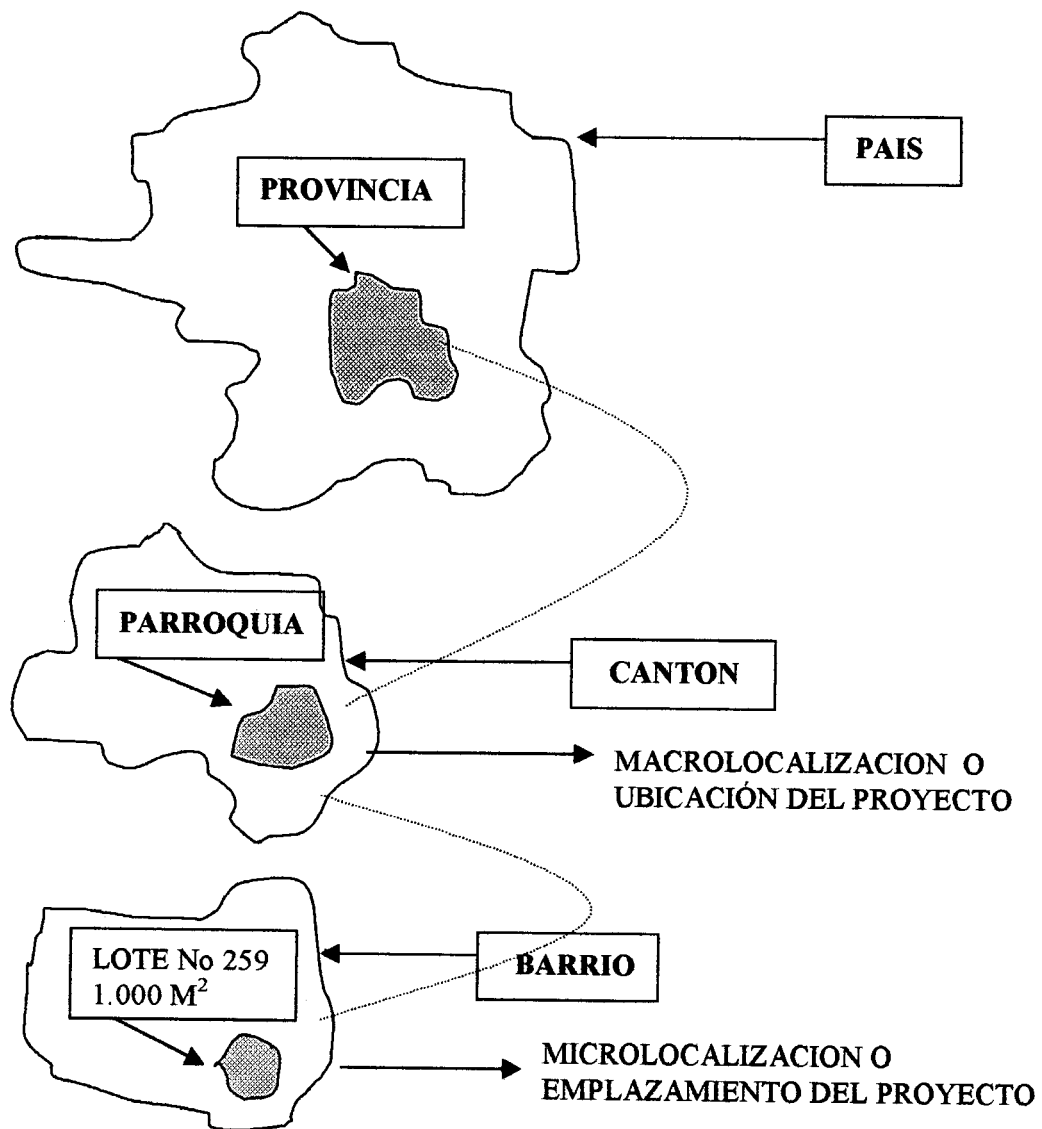 PAIS
PROVINCIA
PARROQUIA
CANTON
MACROLOCALIZACION O
UBICACIÓN DEL PROYECTO
LOTE No 259
1.000 M²
BARRIO
MICROLOCALIZACION O
EMPLAZAMIENTO DEL PROYECTO